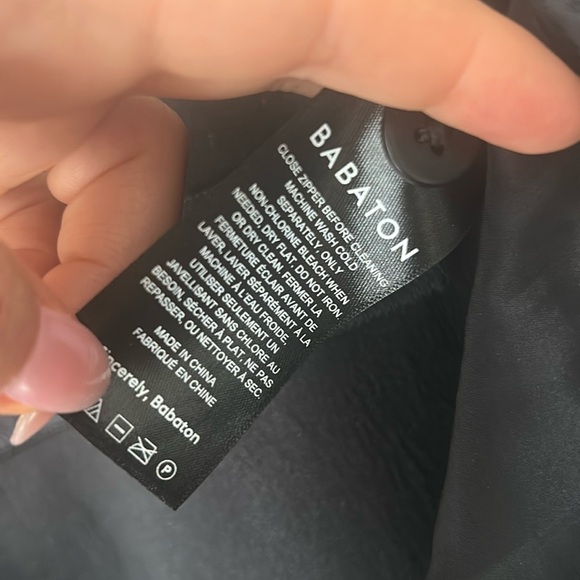 BABATON
CLOSE ZIPPER BEFORE CLEANING
MACHINE WASH COLD
SEPARATLY, ONLY
NON-CHLORINE BLEACH WHEN
NEEDED, DRY FLAT, DO NOT IRON
OR DRY CLEAN. FERMER LA
FERMETURE ÉCLAIR AVANT DE
LAVER, LAVER SÉPARÉMENT À LA
MACHINE À L'EAU FROIDE.
UTILISER SEULEMENT UN
JAVELLISANT SANS CHLORE AU
BESOIN, SÉCHER À PLAT, NE PAS
REPASSER, OU NETTOYER À SEC.
MADE IN CHINA
FABRIQUÉ EN CHINE
Sincerely, Babaton
P